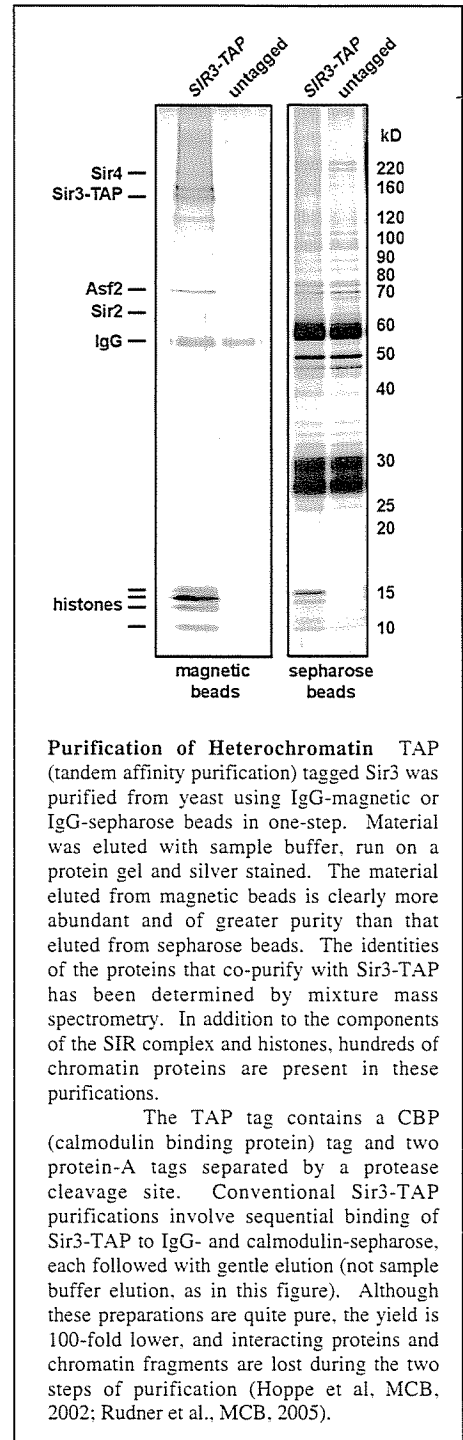 SIR3-TAP
untagged
SIR3-TAP
untagged
kD
Sir4
Sir3-TAP
Asf2
Sir2
IgG
histones
220
160
120
100
90
80
70
60
50
40
30
25
20
15
10
magnetic
beads
sepharose
beads
Purification of Heterochromatin TAP
(tandem affinity purification) tagged Sir3 was
purified from yeast using IgG-magnetic or
IgG-sepharose beads in one-step. Material
was eluted with sample buffer, run on a
protein gel and silver stained. The material
eluted from magnetic beads is clearly more
abundant and of greater purity than that
eluted from sepharose beads. The identities
of the proteins that co-purify with Sir3-TAP
has been determined by mixture mass
spectrometry. In addition to the components
of the SIR complex and histones, hundreds of
chromatin proteins are present in these
purifications.
The TAP tag contains a CBP
(calmodulin binding protein) tag and two
protein-A tags separated by a protease
cleavage site. Conventional Sir3-TAP
purifications involve sequential binding of
Sir3-TAP to IgG- and calmodulin-sepharose,
each followed with gentle elution (not sample
buffer elution, as in this figure). Although
these preparations are quite pure, the yield is
100-fold lower, and interacting proteins and
chromatin fragments are lost during the two
steps of purification (Hoppe et al, MCB,
2002; Rudner et al., MCB, 2005).